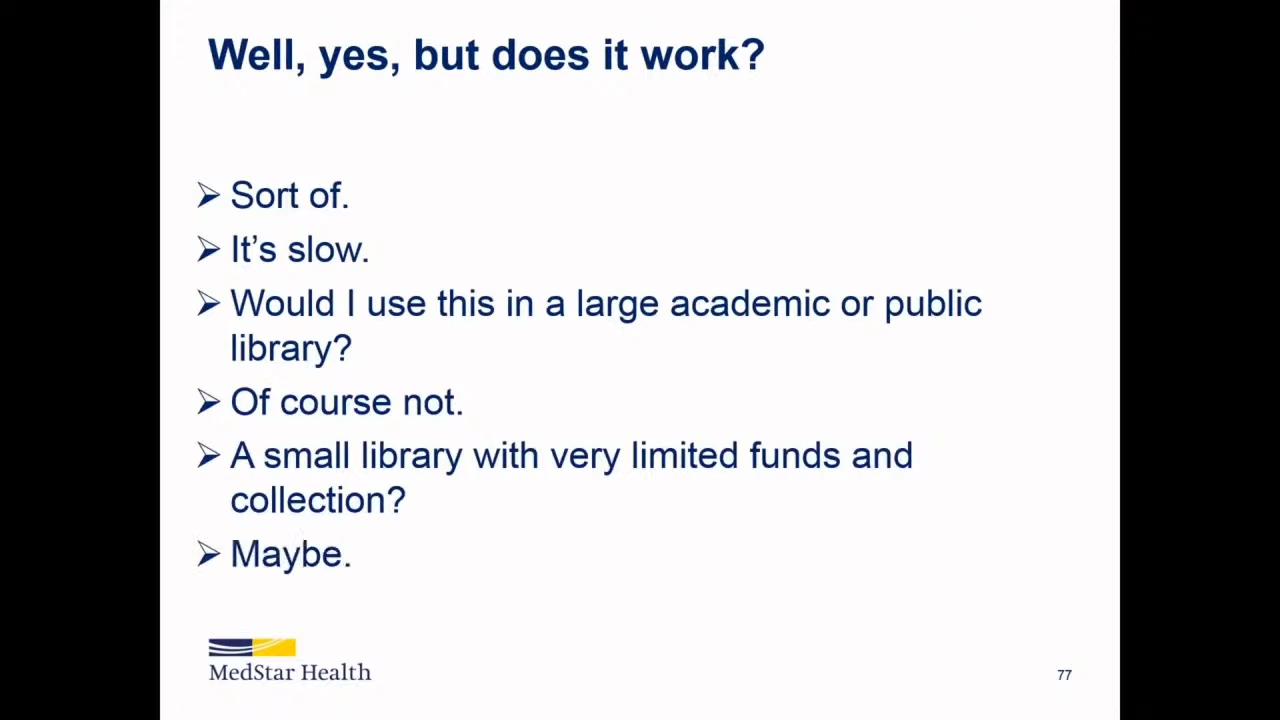 Well, yes, but does it work?
➢ Sort of.
➢ It’s slow.
➢ Would I use this in a large academic or public
library?
➢ Of course not.
➢ A small library with very limited funds and
collection?
➢ Maybe.
MedStar Health
77